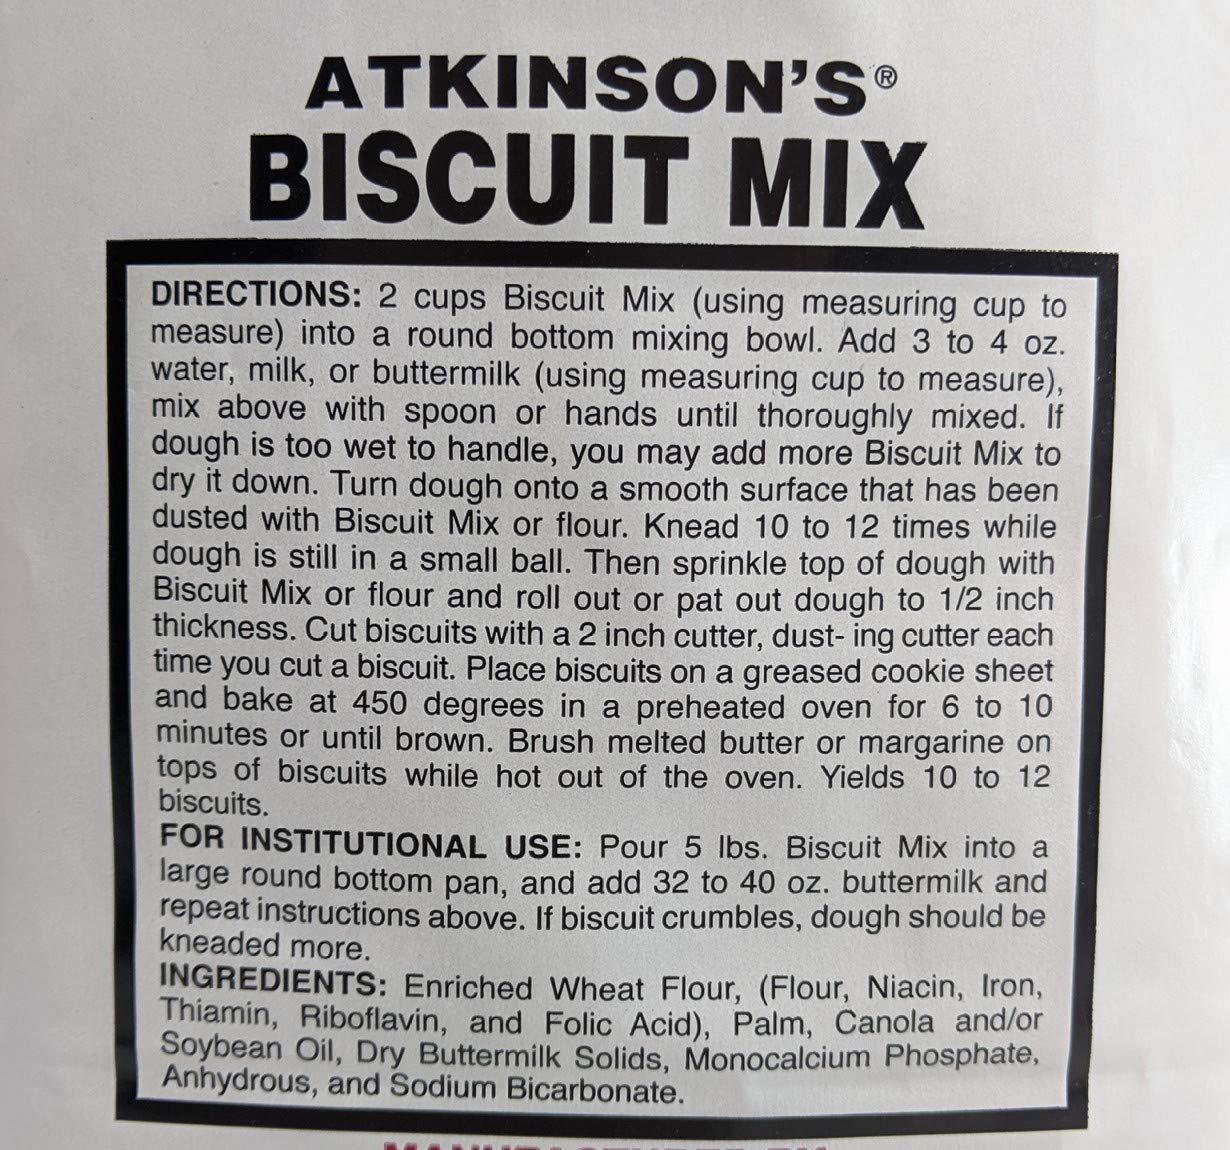 ATKINSON'S®
BISCUIT MIX
DIRECTIONS: 2 cups Biscuit Mix (using measuring cup to
measure) into a round bottom mixing bowl. Add 3 to 4 oz.
water, milk, or buttermilk (using measuring cup to measure),
mix above with spoon or hands until thoroughly mixed. If
dough is too wet to handle, you may add more Biscuit Mix to
dry it down. Turn dough onto a smooth surface that has been
dusted with Biscuit Mix or flour. Knead 10 to 12 times while
dough is still in a small ball. Then sprinkle top of dough with
Biscuit Mix or flour and roll out or pat out dough to 1/2 inch
thickness. Cut biscuits with a 2 inch cutter, dust- ing cutter each
time you cut a biscuit. Place biscuits on a greased cookie sheet
and bake at 450 degrees in a preheated oven for 6 to 10
minutes or until brown. Brush melted butter or margarine on
tops of biscuits while hot out of the oven. Yields 10 to 12
biscuits.
FOR INSTITUTIONAL USE: Pour 5 lbs. Biscuit Mix into a
large round bottom pan, and add 32 to 40 oz. buttermilk and
repeat instructions above. If biscuit crumbles, dough should be
kneaded more.
INGREDIENTS: Enriched Wheat Flour, (Flour, Niacin, Iron,
Thiamin, Riboflavin, and Folic Acid), Palm, Canola and/or
Soybean Oil, Dry Buttermilk Solids, Monocalcium Phosphate,
Anhydrous, and Sodium Bicarbonate.